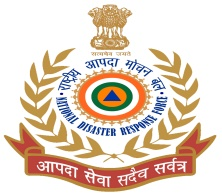 सत्यमेव जयते
राष्ट्रीय आपदा मोचन बल
NATIONAL DISASTER RESPONSE FORCE
आपदा सेवा सदैव सर्वत्र